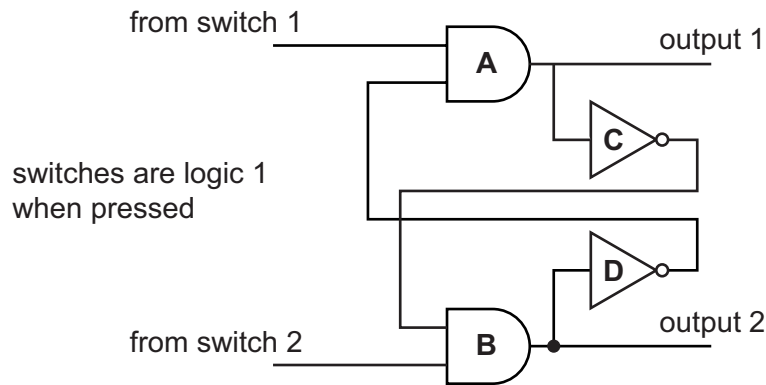 from switch 1
output 1
A
C
switches are logic 1
when pressed
D
output 2
from switch 2
B